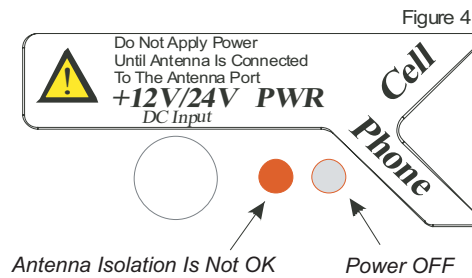 Figure 4
Do Not Apply Power
Until Antenna Is Connected
To The Antenna Port
+12V/24V PWR
DC Input
Cell
Phone
Antenna Isolation Is Not OK
Power OFF